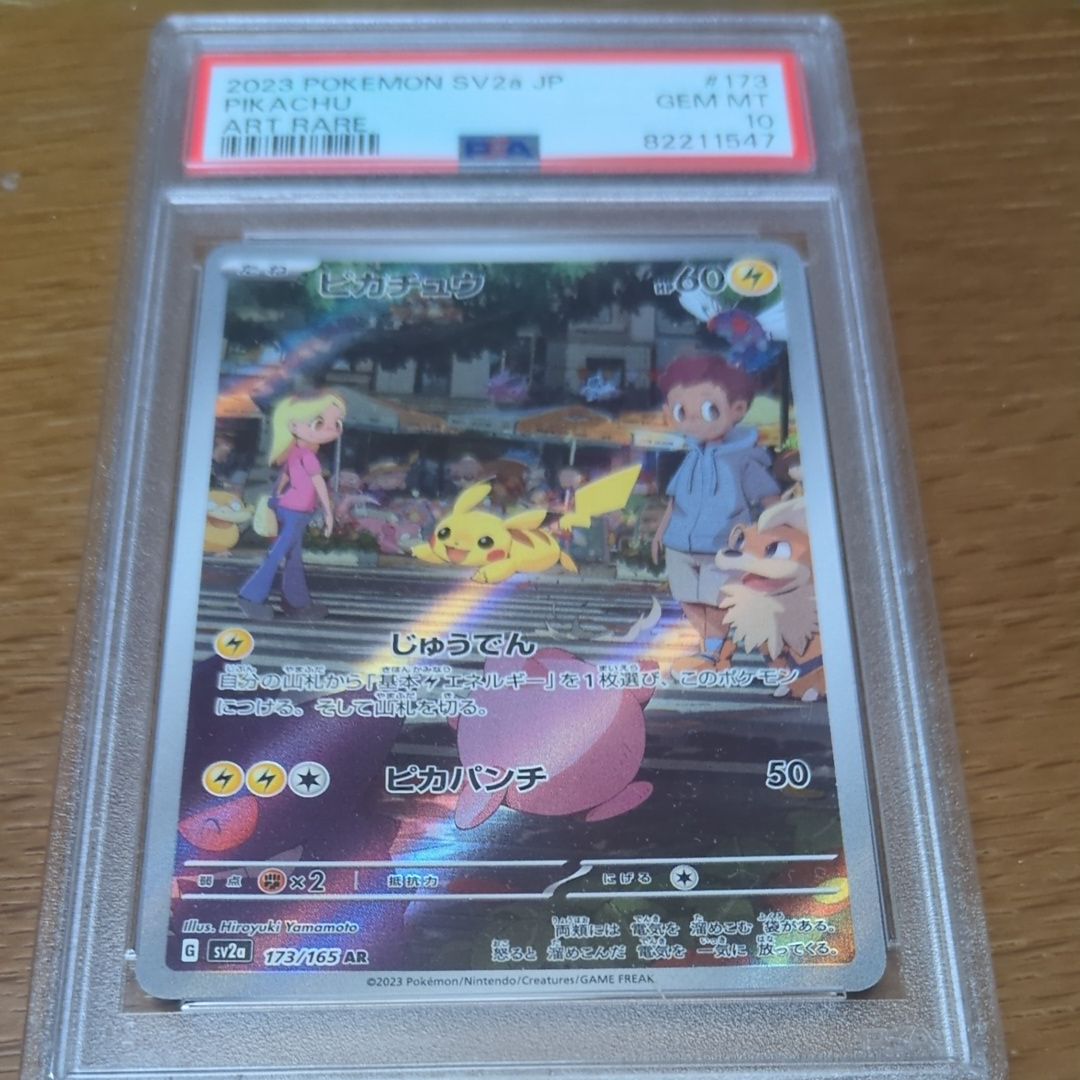 2023 POKEMON SV2a JP #173
PIKACHU GEM MT
ART RARE 10
PSA 82211547
たね ピカチュウ HP60
じゅうでん
自分の山札から「基本エネルギー」を1枚選び、このポケモン
につける。そして山札を切る。
ピカパンチ 50
弱点 ×2 抵抗力 にげる
Illus. Hiroyuki Yamamoto
両頬には 電気を 溜めこむ 袋がある。
怒ると 溜めこんだ 電気を 一気に 放ってくる。
G sv2a 173/165 AR
©2023 Pokémon/Nintendo/Creatures/GAME FREAK